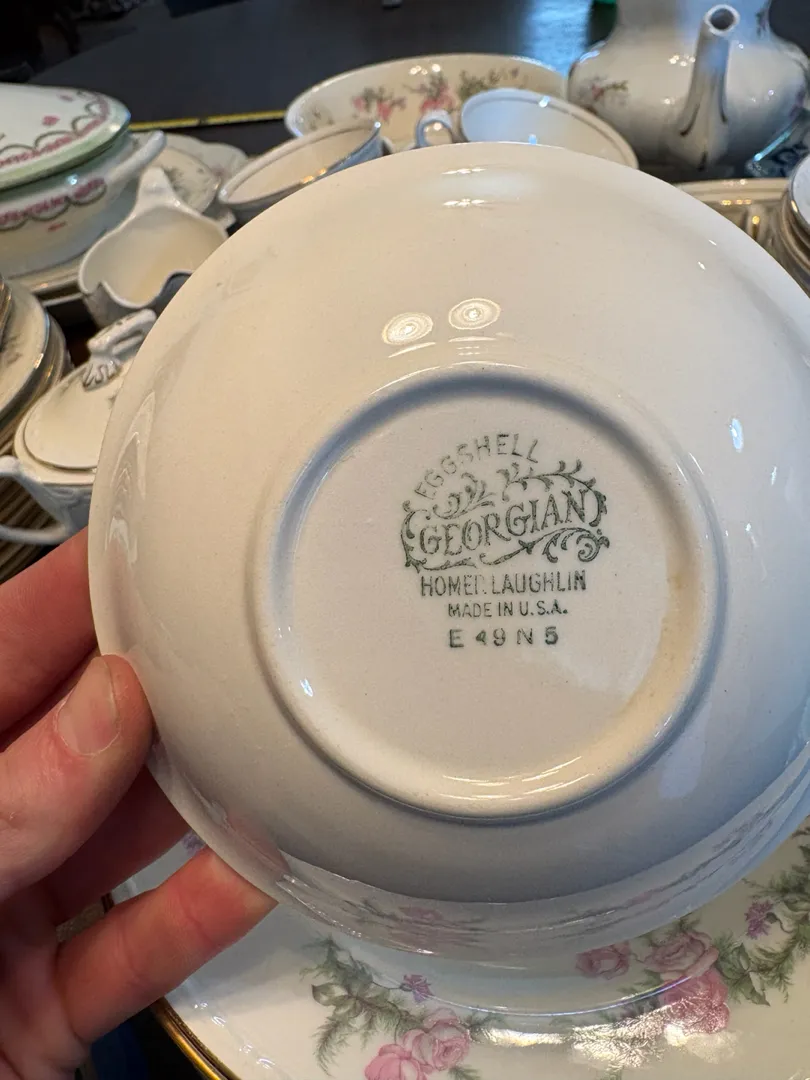 EGGSHELL
GEORGIAN
HOMER LAUGHLIN
MADE IN U.S.A.
E 49 N 5